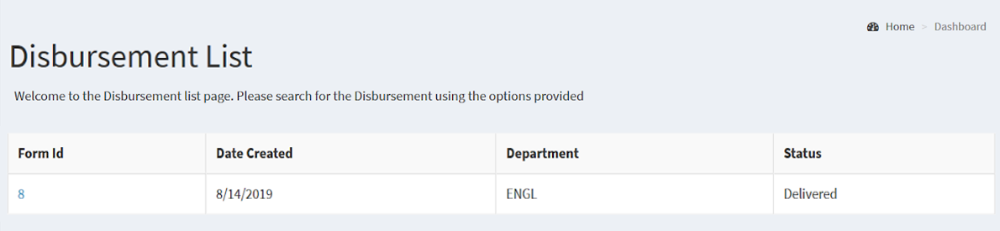 Home > Dashboard
Disbursement List
Welcome to the Disbursement list page. Please search for the Disbursement using the options provided
Form Id Date Created Department Status
8 8/14/2019 ENGL Delivered